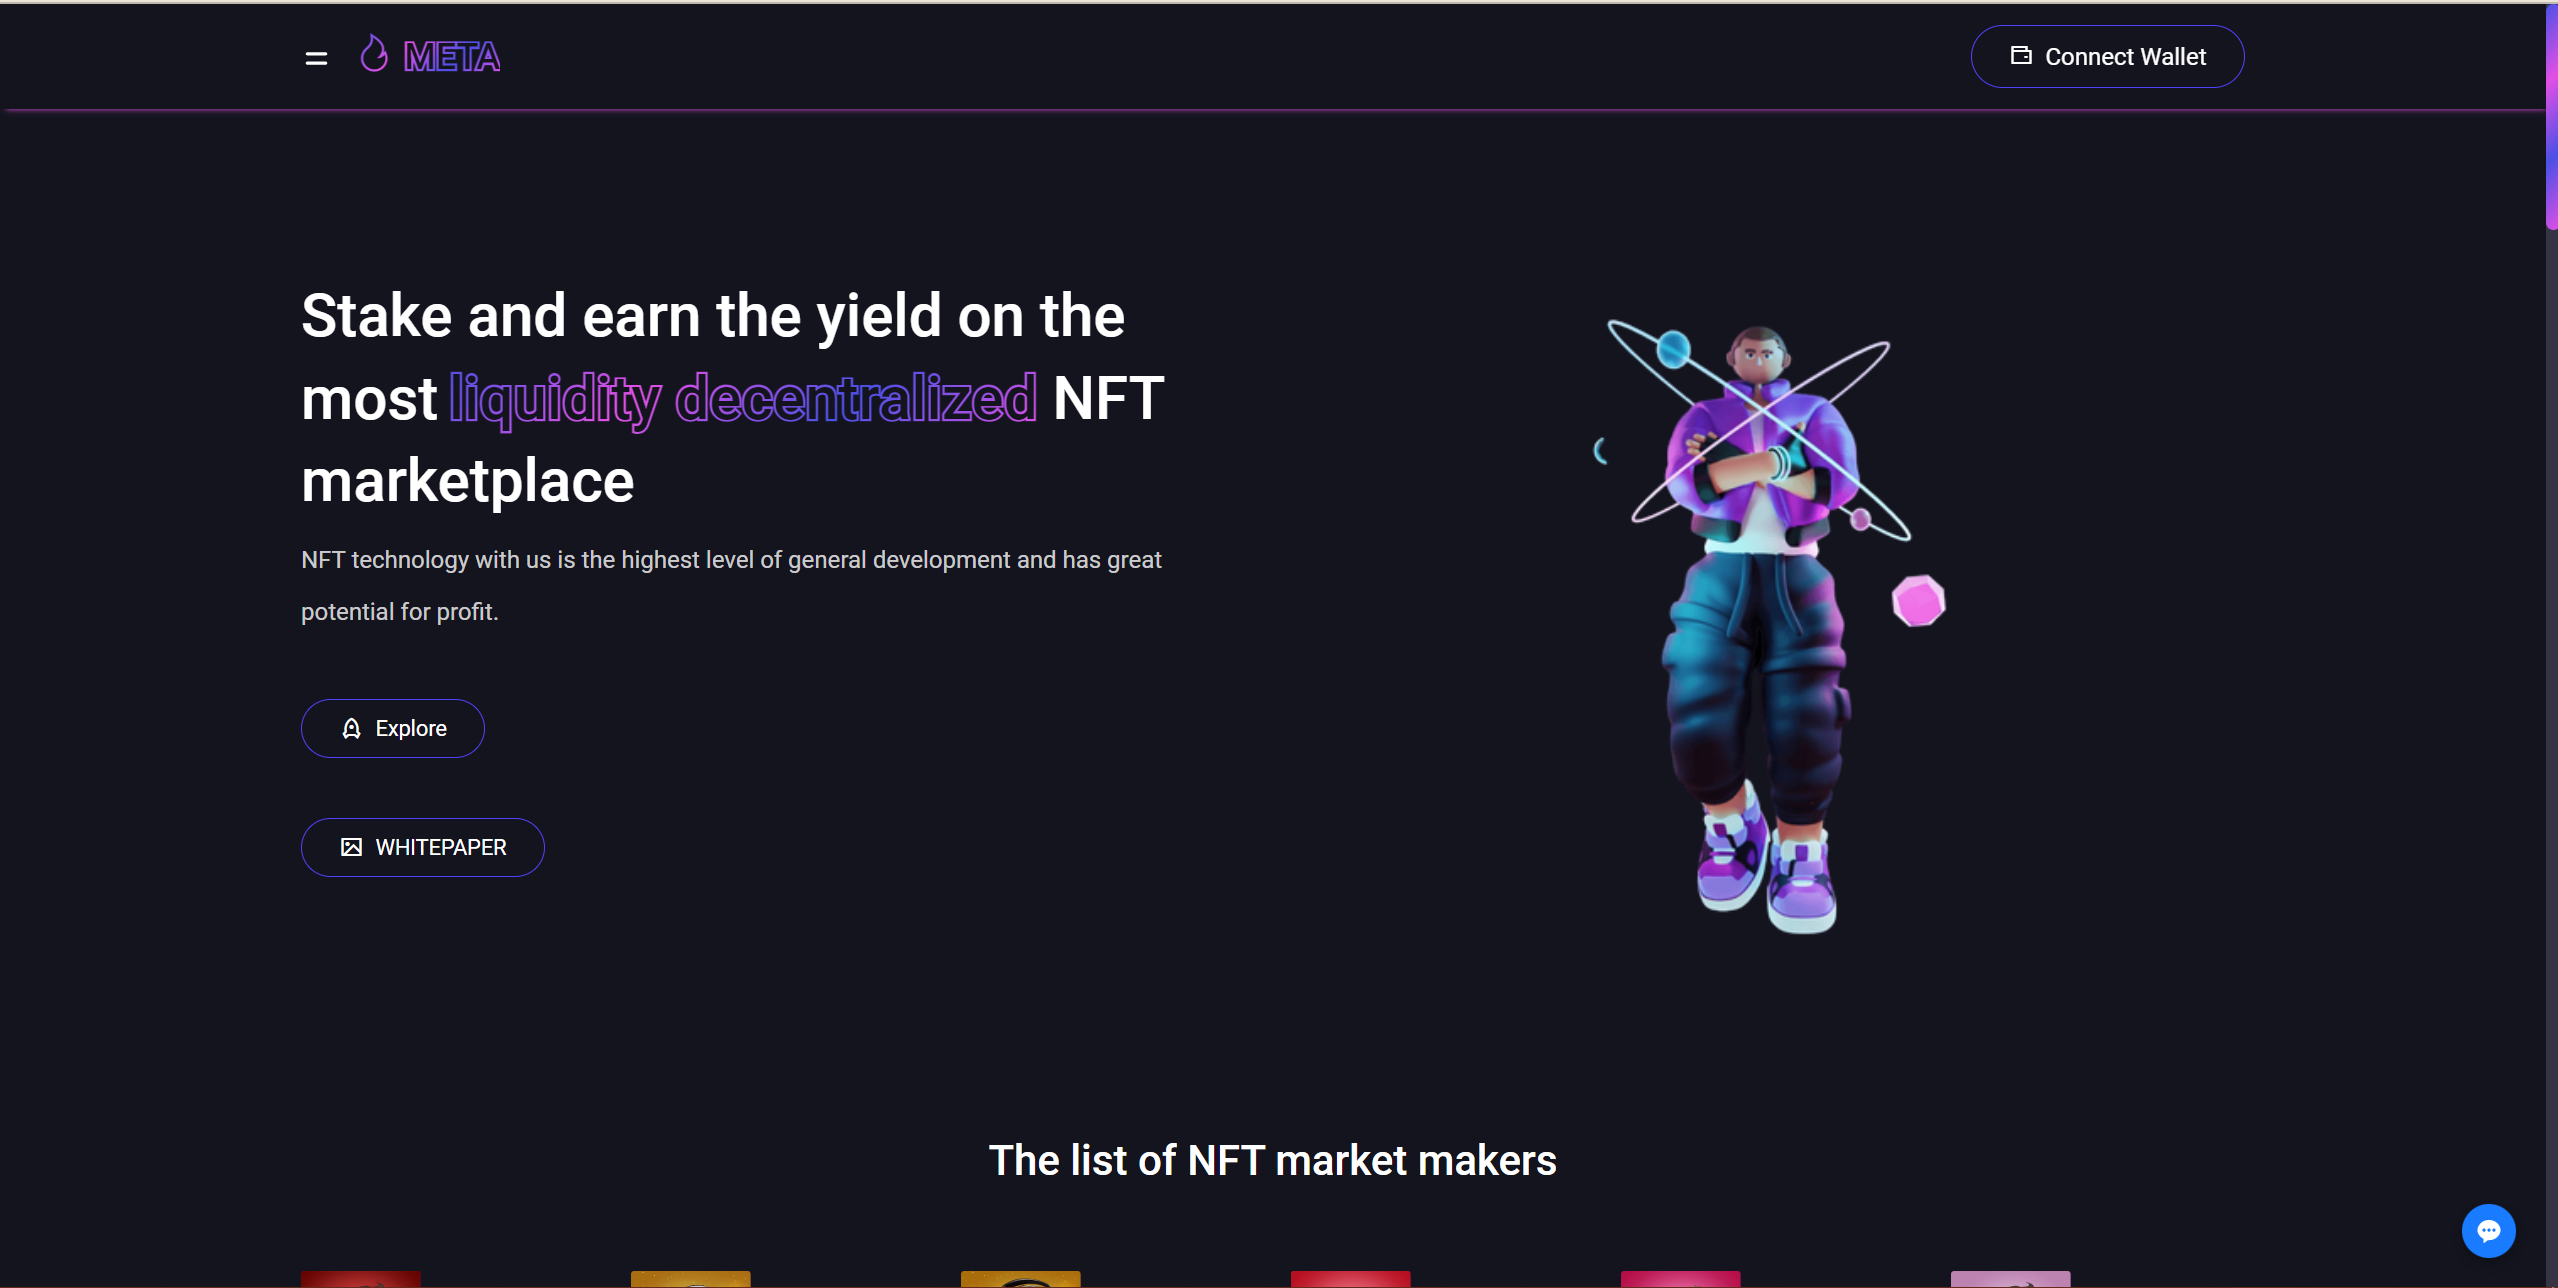 META
Connect Wallet
Stake and earn the yield on the
most liquidity decentralized NFT
marketplace
NFT technology with us is the highest level of general development and has great
potential for profit.
Explore
WHITEPAPER
The list of NFT market makers